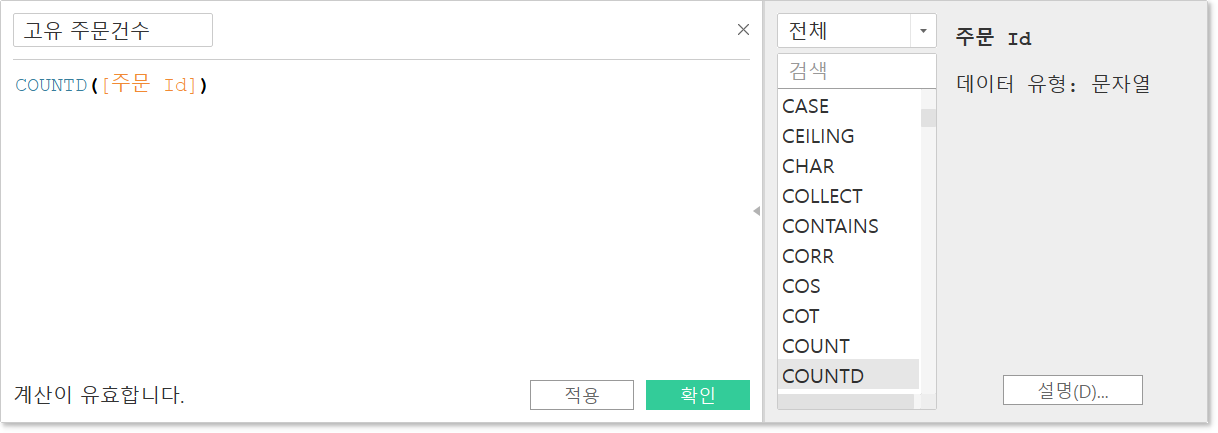 고유 주문건수
COUNTD([주문 Id])
계산이 유효합니다.
적용
확인
전체
검색
CASE
CEILING
CHAR
COLLECT
CONTAINS
CORR
COS
COT
COUNT
COUNTD
주문 Id
데이터 유형: 문자열
설명(D)...